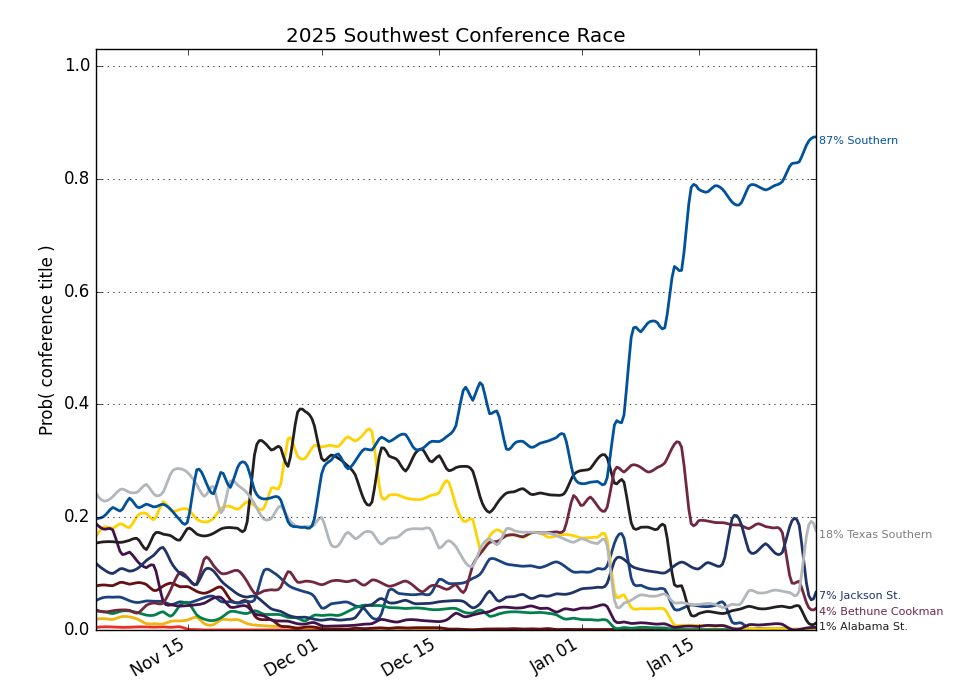 2025 Southwest Conference Race
Prob( conference title )
1.0
0.8
0.6
0.4
0.2
0.0
Nov 15
Dec 01
Dec 15
Jan 01
Jan 15
87% Southern
18% Texas Southern
7% Jackson St.
4% Bethune Cookman
1% Alabama St.